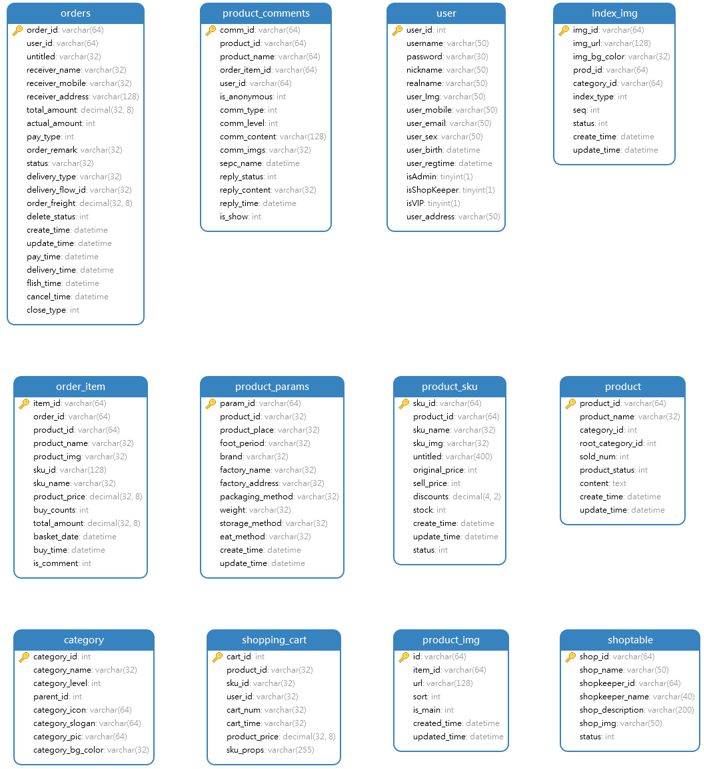 orders
order_id: varchar(64)
user_id: varchar(64)
untitled: varchar(32)
receiver_name: varchar(32)
receiver_mobile: varchar(32)
receiver_address: varchar(128)
total_amount: decimal(32, 8)
actual_amount: int
pay_type: int
order_remark: varchar(32)
status: varchar(32)
delivery_type: varchar(32)
delivery_flow_id: varchar(32)
order_freight: decimal(32, 8)
delete_status: int
create_time: datetime
update_time: datetime
pay_time: datetime
delivery_time: datetime
flish_time: datetime
cancel_time: datetime
close_type: int
product_comments
comm_id: varchar(64)
product_id: varchar(64)
product_name: varchar(64)
order_item_id: varchar(64)
user_id: varchar(64)
is_anonymous: int
comm_type: int
comm_level: int
comm_content: varchar(128)
comm_imgs: varchar(32)
sepc_name: datetime
reply_status: int
reply_content: varchar(32)
reply_time: datetime
is_show: int
user
user_id: int
username: varchar(50)
password: varchar(30)
nickname: varchar(50)
realname: varchar(50)
user_Img: varchar(50)
user_mobile: varchar(50)
user_email: varchar(50)
user_sex: varchar(50)
user_birth: datetime
user_regtime: datetime
isAdmin: tinyint(1)
isShopKeeper: tinyint(1)
isVIP: tinyint(1)
user_address: varchar(50)
index_img
img_id: varchar(64)
img_url: varchar(128)
img_bg_color: varchar(32)
prod_id: varchar(64)
category_id: varchar(64)
index_type: int
seq: int
status: int
create_time: datetime
update_time: datetime
order_item
item_id: varchar(64)
order_id: varchar(64)
product_id: varchar(64)
product_name: varchar(32)
product_img: varchar(32)
sku_id: varchar(128)
sku_name: varchar(32)
product_price: decimal(32, 8)
buy_counts: int
total_amount: decimal(32, 8)
basket_date: datetime
buy_time: datetime
is_comment: int
product_params
param_id: varchar(64)
product_id: varchar(32)
product_place: varchar(32)
foot_period: varchar(32)
brand: varchar(32)
factory_name: varchar(32)
factory_address: varchar(32)
packaging_method: varchar(32)
weight: varchar(32)
storage_method: varchar(32)
eat_method: varchar(32)
create_time: datetime
update_time: datetime
product_sku
sku_id: varchar(64)
product_id: varchar(64)
sku_name: varchar(32)
sku_img: varchar(32)
untitled: varchar(400)
original_price: int
sell_price: int
discounts: decimal(4, 2)
stock: int
create_time: datetime
update_time: datetime
status: int
product
product_id: varchar(64)
product_name: varchar(32)
category_id: int
root_category_id: int
sold_num: int
product_status: int
content: text
create_time: datetime
update_time: datetime
category
category_id: int
category_name: varchar(32)
category_level: int
parent_id: int
category_icon: varchar(64)
category_slogan: varchar(64)
category_pic: varchar(64)
category_bg_color: varchar(32)
shopping_cart
cart_id: int
product_id: varchar(32)
sku_id: varchar(32)
user_id: varchar(32)
cart_num: varchar(32)
cart_time: varchar(32)
product_price: decimal(32, 8)
sku_props: varchar(255)
product_img
id: varchar(64)
item_id: varchar(64)
url: varchar(128)
sort: int
is_main: int
created_time: datetime
updated_time: datetime
shoptable
shop_id: varchar(64)
shop_name: varchar(50)
shopkeeper_id: varchar(64)
shopkeeper_name: varchar(40)
shop_description: varchar(200)
shop_img: varchar(50)
status: int